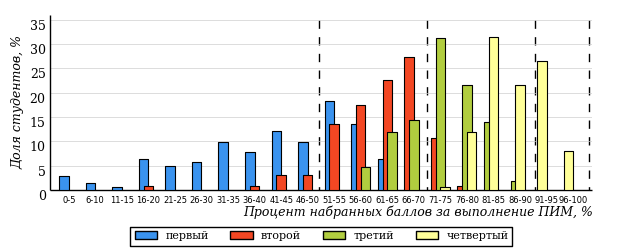 35
30
25
20
15
10
5
0
Доля студентов, %
0-5 6-10 11-15 16-20 21-25 26-30 31-35 36-40 41-45 46-50 51-55 56-60 61-65 66-70 71-75 76-80 81-85 86-90 91-95 96-100
Процент набранных баллов за выполнение ПИМ, %
первый второй третий четвертый